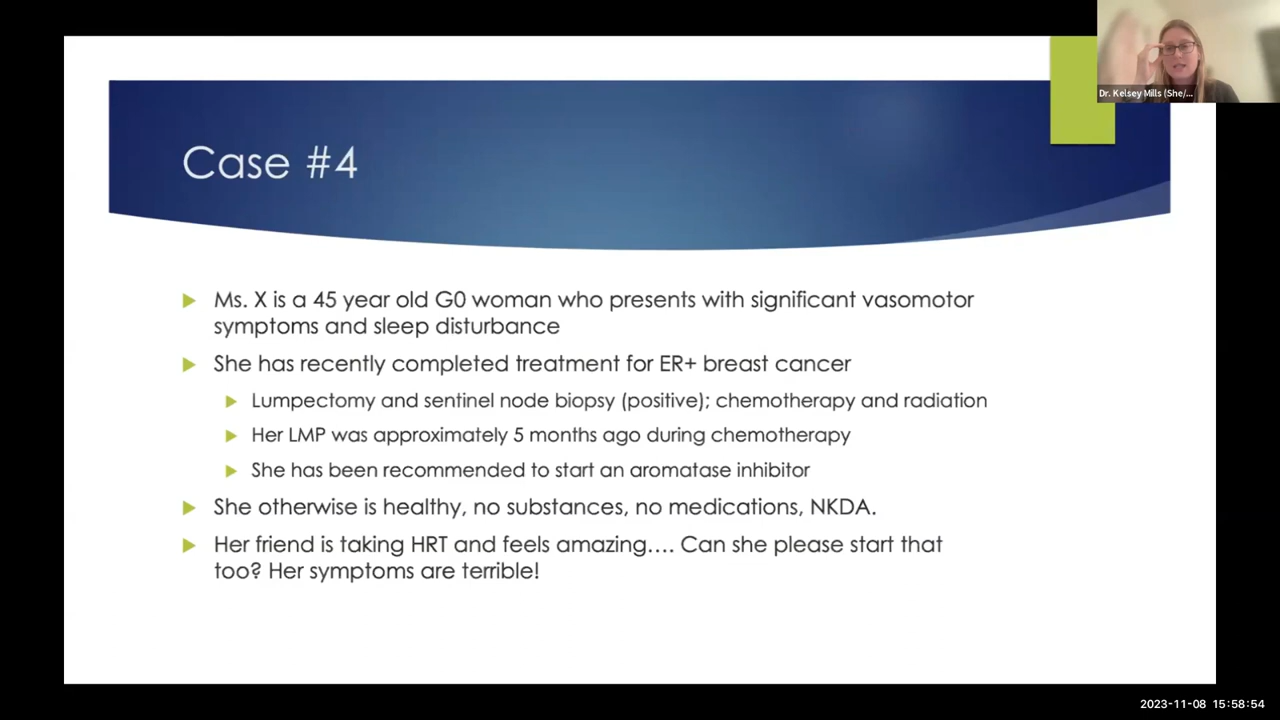 Dr. Kelsey Mills (She/...
Case #4
Ms. X is a 45 year old G0 woman who presents with significant vasomotor
symptoms and sleep disturbance
She has recently completed treatment for ER+ breast cancer
Lumpectomy and sentinel node biopsy (positive); chemotherapy and radiation
Her LMP was approximately 5 months ago during chemotherapy
She has been recommended to start an aromatase inhibitor
She otherwise is healthy, no substances, no medications, NKDA.
Her friend is taking HRT and feels amazing.... Can she please start that
too? Her symptoms are terrible!
2023-11-08 15:58:54